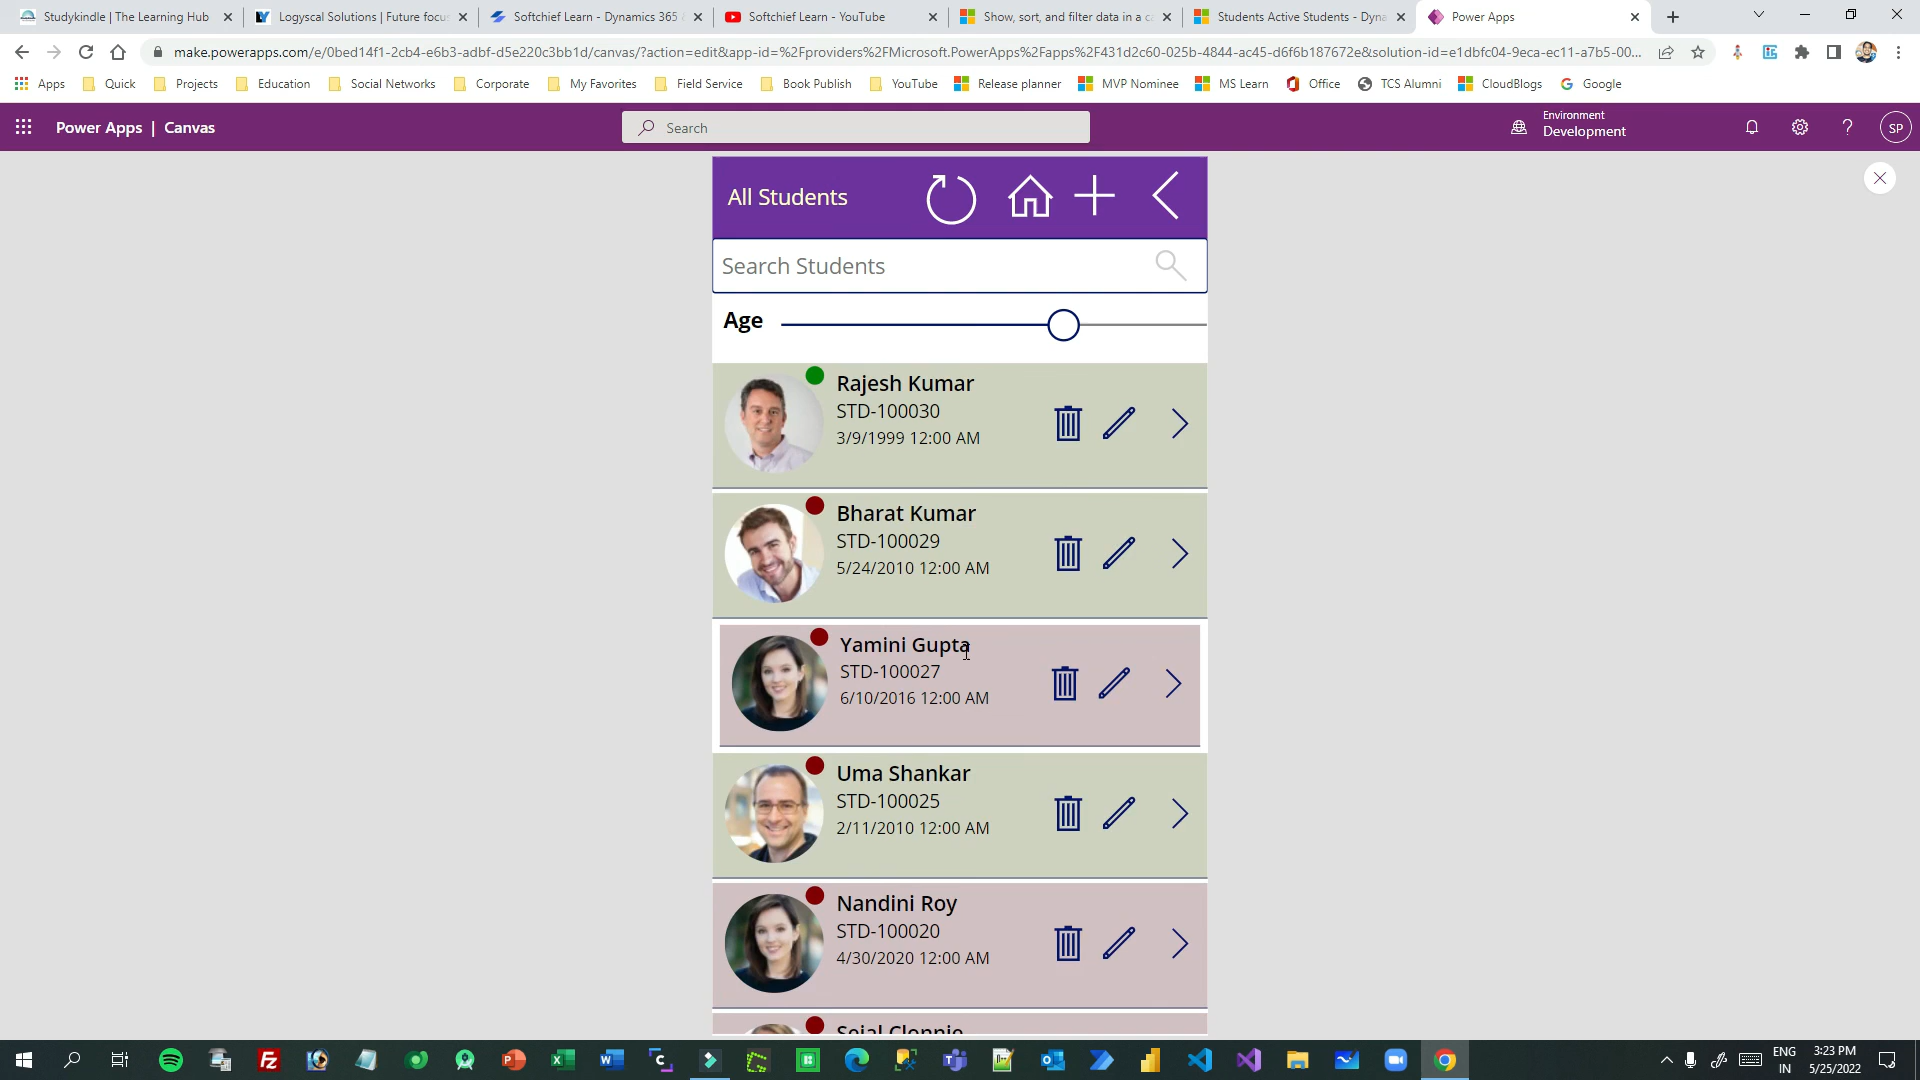 Studykindle | The Learning Hub
Logyscal Solutions | Future focu
Softchief Learn - Dynamics 365
Softchief Learn - YouTube
Show, sort, and filter data in a ca
Students Active Students - Dyna
Power Apps
make.powerapps.com/e/0bed14f1-2cb4-e6b3-adbf-d5e220c3bb1d/canvas/?action=edit&app-id=%2Fproviders%2FMicrosoft.PowerApps%2Fapps%2F431d2c60-025b-4844-ac45-d6f6b187672e&solution-id=e1dbfc04-9eca-ec11-a7b5-00...
Apps
Quick
Projects
Education
Social Networks
Corporate
My Favorites
Field Service
Book Publish
YouTube
Release planner
MVP Nominee
MS Learn
Office
TCS Alumni
CloudBlogs
Google
Power Apps | Canvas
Search
Environment
Development
SP
All Students
Search Students
Age
Rajesh Kumar
STD-100030
3/9/1999 12:00 AM
Bharat Kumar
STD-100029
5/24/2010 12:00 AM
Yamini Gupta
STD-100027
6/10/2016 12:00 AM
Uma Shankar
STD-100025
2/11/2010 12:00 AM
Nandini Roy
STD-100020
4/30/2020 12:00 AM
Sejal Clonnie
ENG
IN
3:23 PM
5/25/2022